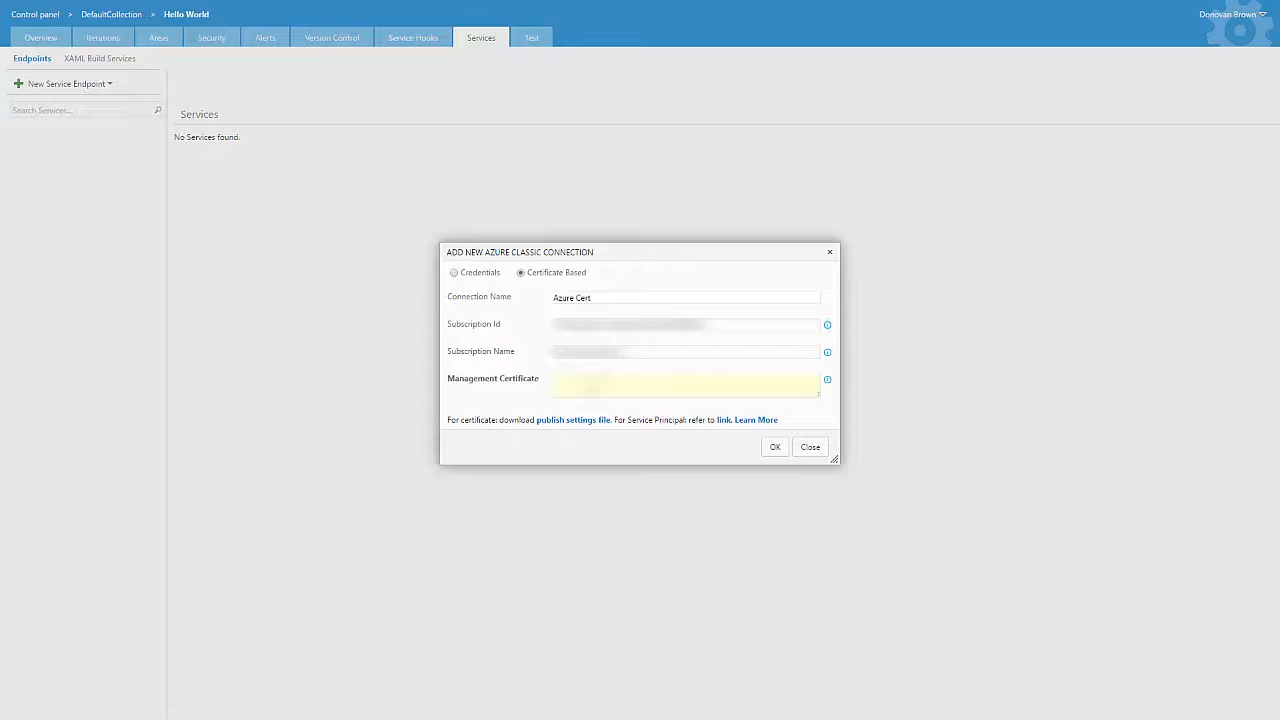 Control panel > DefaultCollection > Hello World
Donovan Brown
Overview Iterations Areas Security Alerts Version Control Service Hooks Services Test
Endpoints XAML Build Services
New Service Endpoint
Search Services...
Services
No Services found.
ADD NEW AZURE CLASSIC CONNECTION
Credentials Certificate Based
Connection Name Azure Cert
Subscription Id
Subscription Name
Management Certificate
For certificate: download publish settings file. For Service Principal: refer to link. Learn More
OK Close